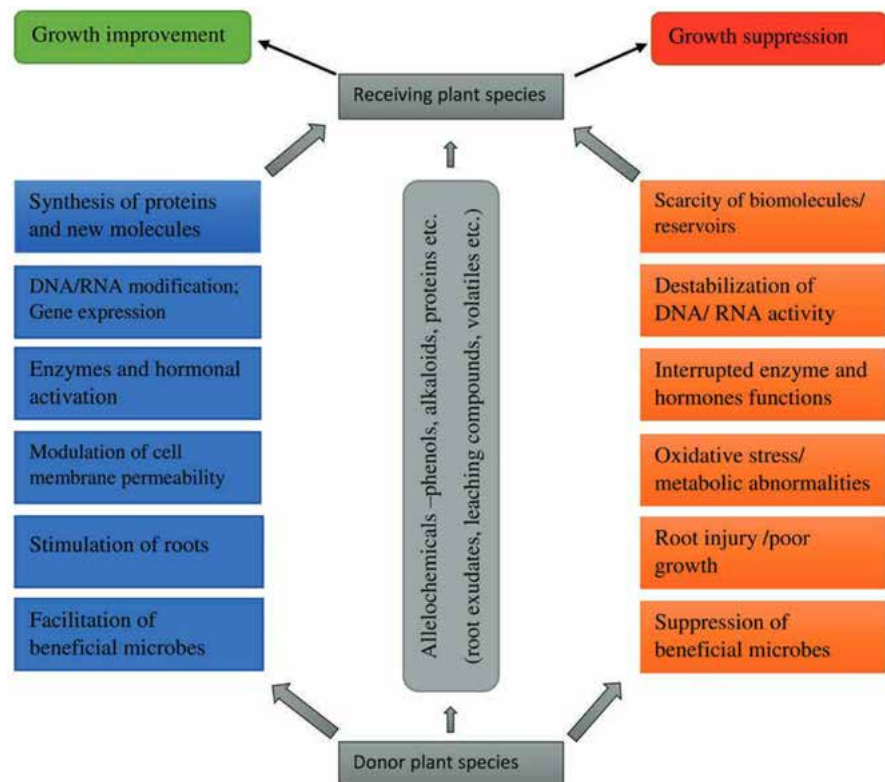 Growth improvement
Growth suppression
Receiving plant species
Synthesis of proteins
and new molecules
DNA/RNA modification;
Gene expression
Enzymes and hormonal
activation
Modulation of cell
membrane permeability
Stimulation of roots
Facilitation of
beneficial microbes
Allelochemicals –phenols, alkaloids, proteins etc.
(root exudates, leaching compounds, volatiles etc.)
Scarcity of biomolecules/
reservoirs
Destabilization of
DNA/ RNA activity
Interrupted enzyme and
hormones functions
Oxidative stress/
metabolic abnormalities
Root injury /poor
growth
Suppression of
beneficial microbes
Donor plant species